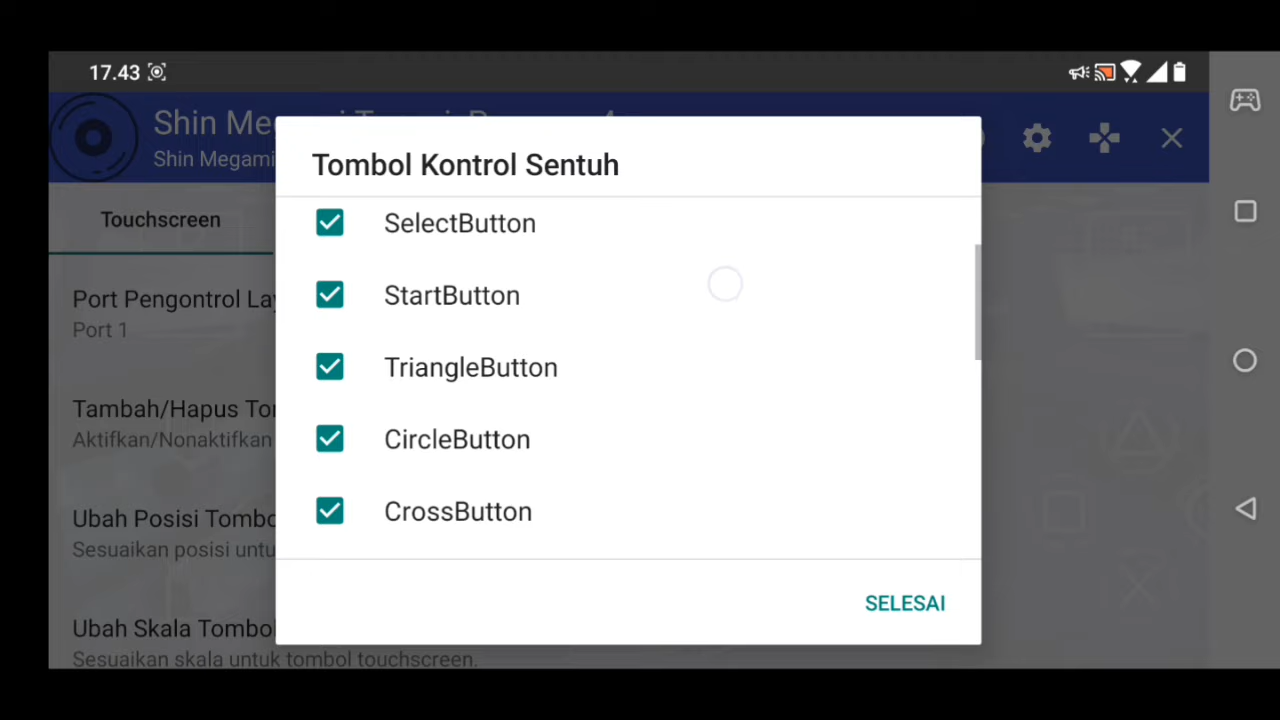 17.43
Shin Me
Shin Megami
Tombol Kontrol Sentuh
Touchscreen
SelectButton
Port Pengontrol La
Port 1
StartButton
TriangleButton
Tambah/Hapus To
Aktifkan/Nonaktifkan
CircleButton
Ubah Posisi Tombo
Sesuaikan posisi untu
CrossButton
SELESAI
Ubah Skala Tombol
Sesuaikan skala untuk tombol touchscreen.